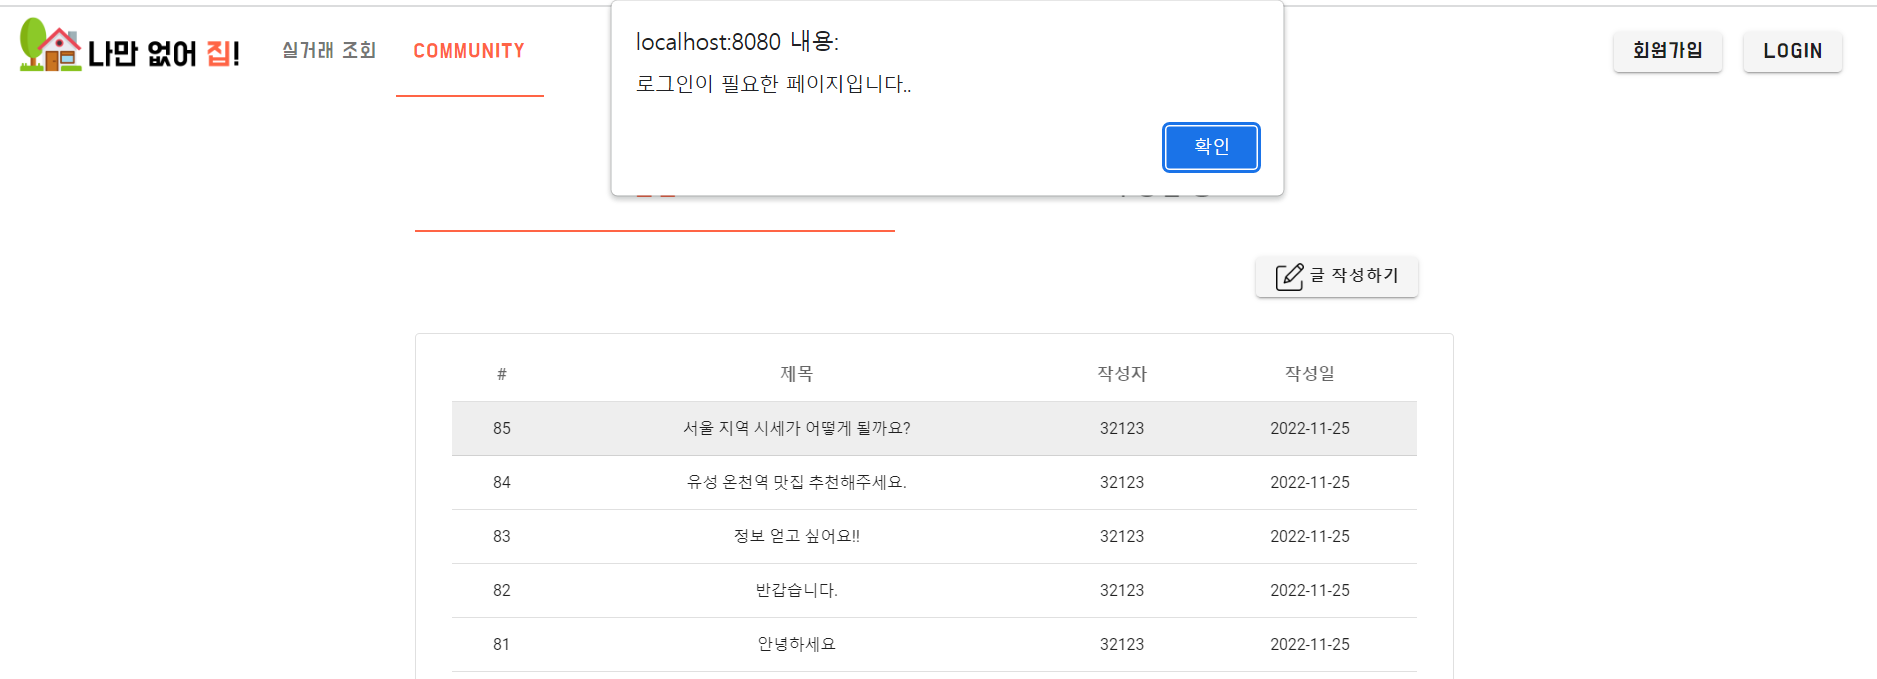 나만 없어 집!
실거래 조회
COMMUNITY
localhost:8080 내용:
로그인이 필요한 페이지입니다..
확인
회원가입
LOGIN
글 작성하기
# 제목 작성자 작성일
85 서울 지역 시세가 어떻게 될까요? 32123 2022-11-25
84 유성 온천역 맛집 추천해주세요. 32123 2022-11-25
83 정보 얻고 싶어요!! 32123 2022-11-25
82 반갑습니다. 32123 2022-11-25
81 안녕하세요 32123 2022-11-25